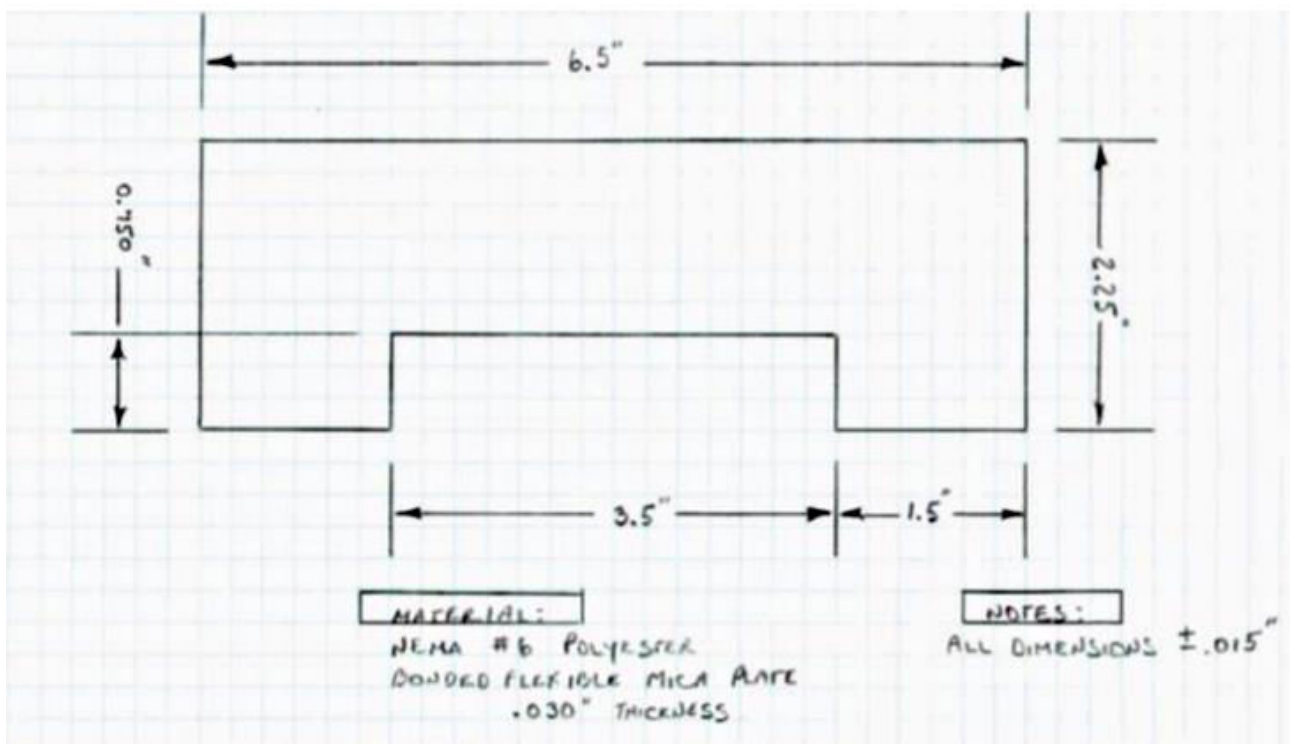 6.5"
0.750"
2.25"
3.5"
1.5"
MATERIAL:
NEMA #6 POLYESTER
BONDED FLEXIBLE MICA PLATE
.030" THICKNESS
NOTES:
ALL DIMENSIONS ±.015"